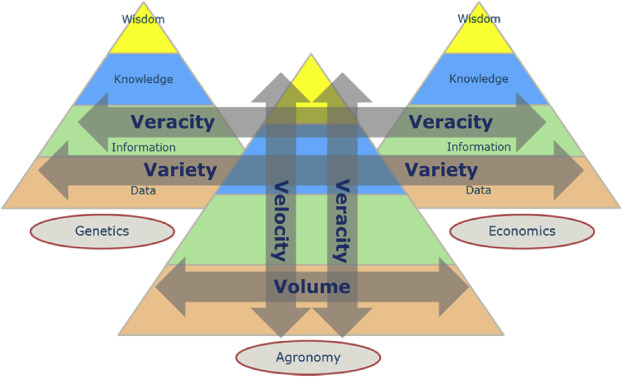 Wisdom
Wisdom
Knowledge
Knowledge
Veracity
Veracity
Information
Information
Variety
Variety
Data
Data
Velocity
Veracity
Genetics
Economics
Volume
Agronomy